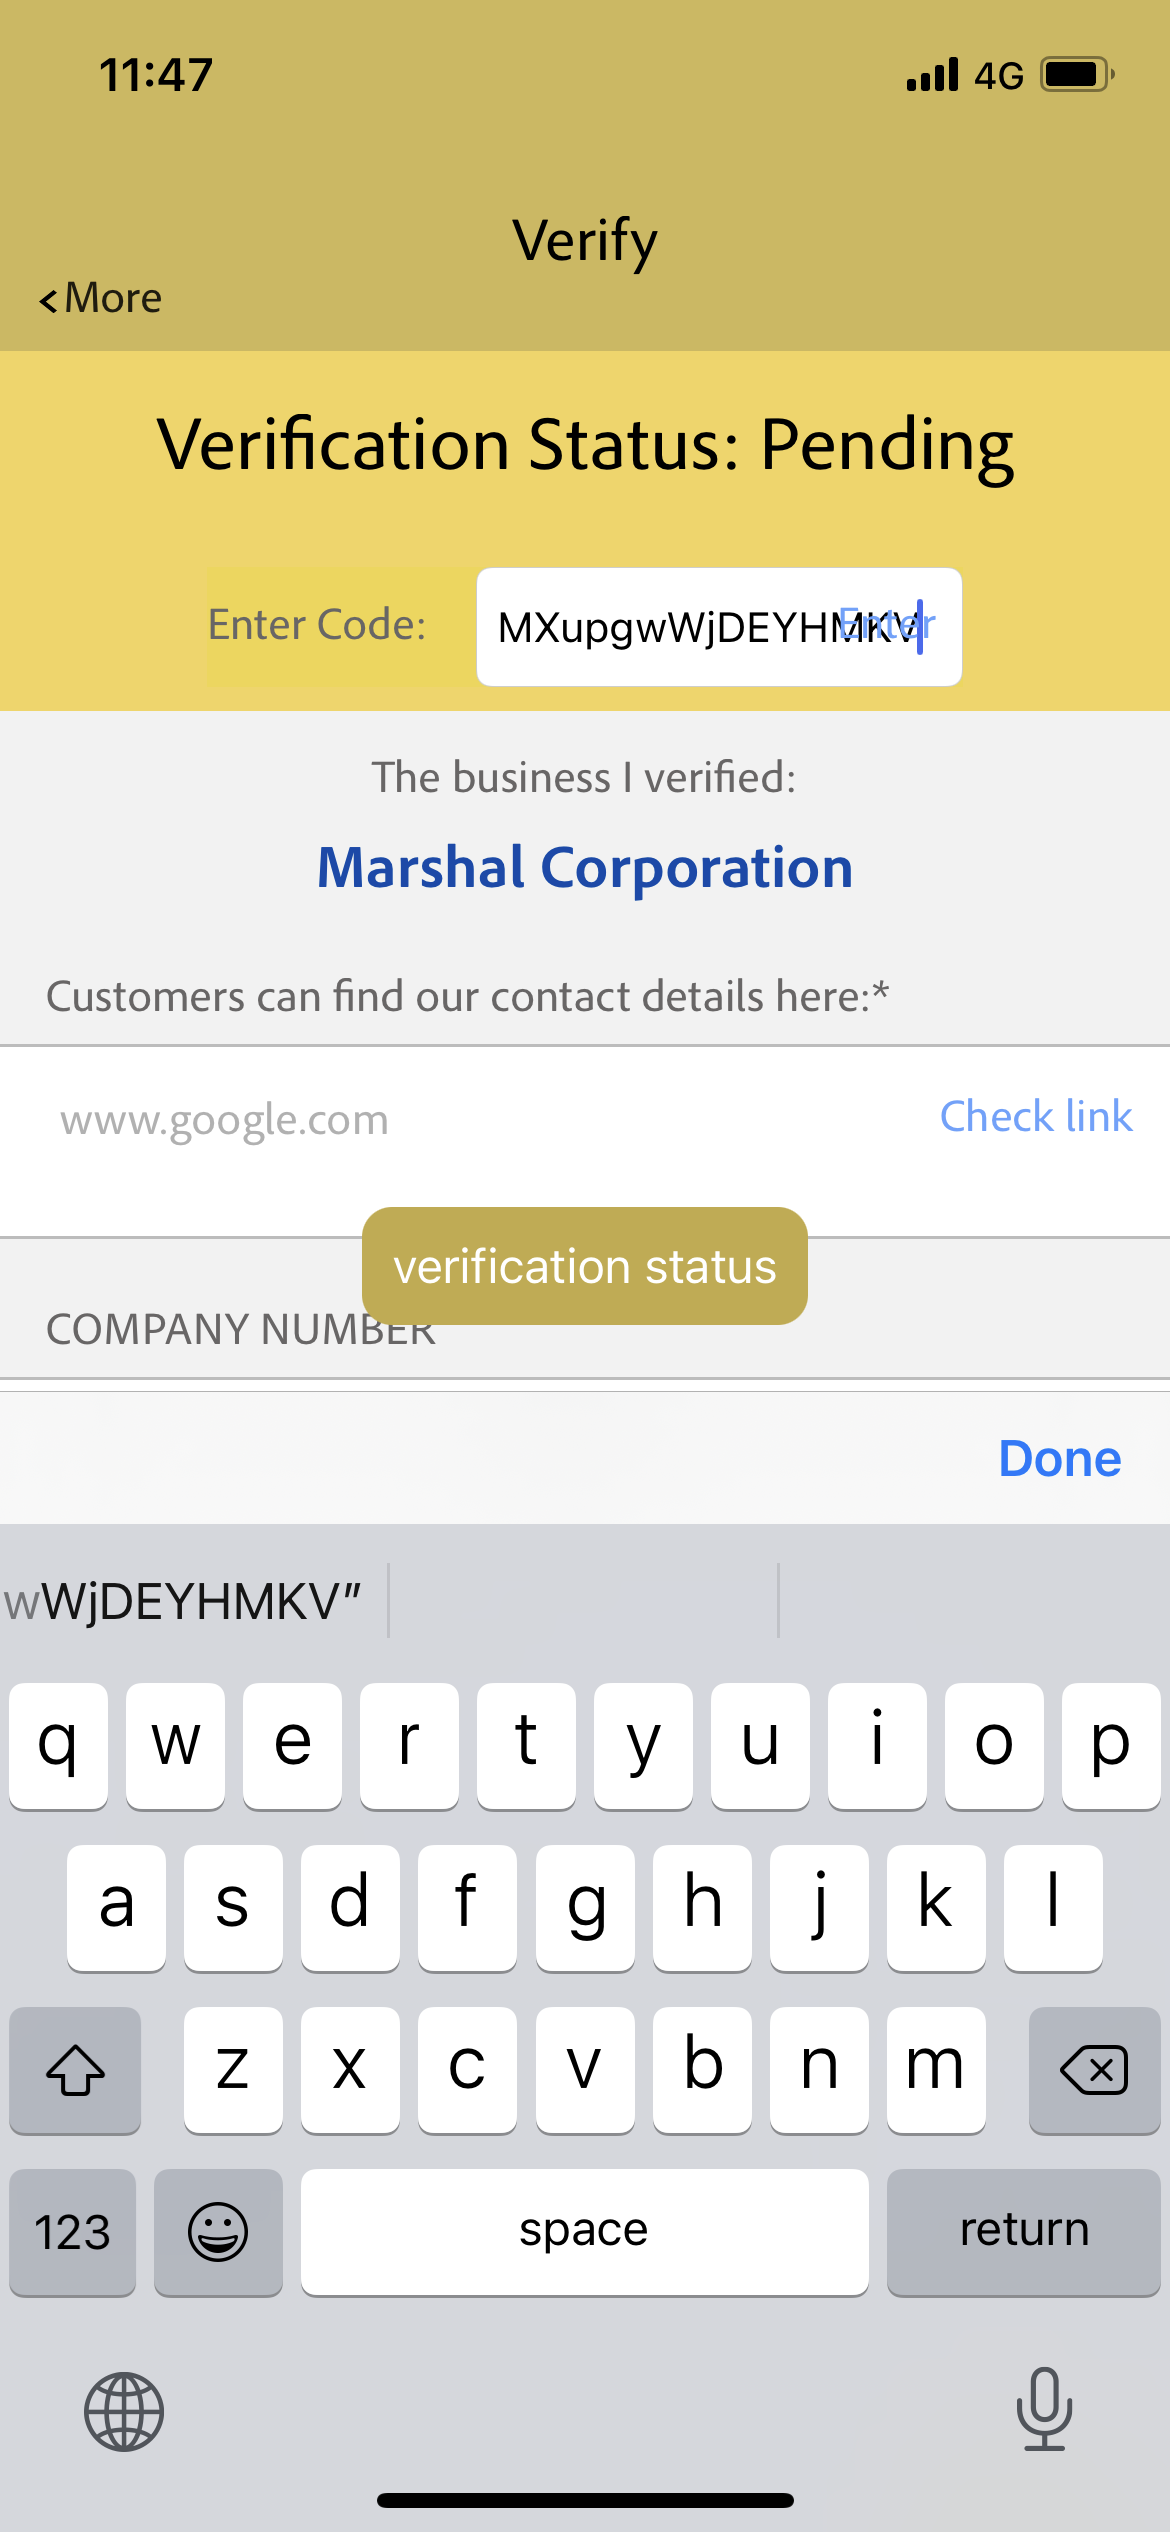 11:47 4G
Verify
More
Verification Status: Pending
Enter Code: MXupgwWjDEYHMKV Enter
The business I verified:
Marshal Corporation
Customers can find our contact details here:*
www.google.com Check link
verification status
COMPANY NUMBER
Done
wWjDEYHMKV”
q w e r t y u i o p
a s d f g h j k l
z x c v b n m
123 space return